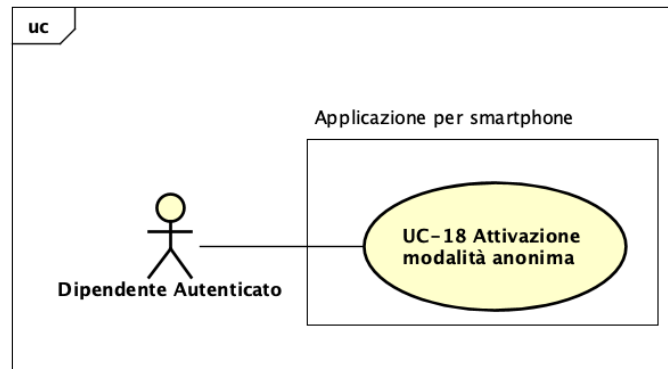 uc
Applicazione per smartphone
UC-18 Attivazione
modalità anonima
Dipendente Autenticato